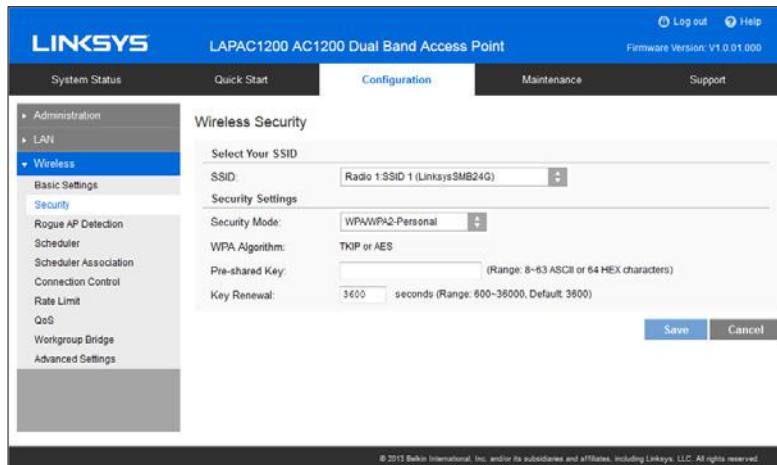 Log out Help
LINKSYS LAPAC1200 AC1200 Dual Band Access Point Firmware Version: V1.0.01.000
System Status Quick Start Configuration Maintenance Support
Administration
LAN
Wireless
Basic Settings
Security
Rogue AP Detection
Scheduler
Scheduler Association
Connection Control
Rate Limit
QoS
Workgroup Bridge
Advanced Settings
Wireless Security
Select Your SSID
SSID: Radio 1:SSID 1 (LinksysSMB24G)
Security Settings
Security Mode: WPA/WPA2-Personal
WPA Algorithm: TKIP or AES
Pre-shared Key: (Range: 8~63 ASCII or 64 HEX characters)
Key Renewal: 3600 seconds (Range: 600~36000, Default: 3600)
Save Cancel
© 2013 Belkin International, Inc. and/or its subsidiaries and affiliates, including Linksys, LLC. All rights reserved.